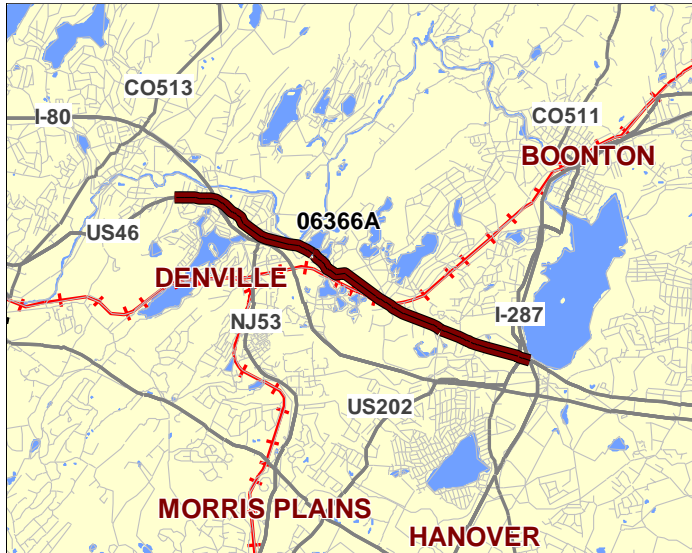 CO513
I-80
CO511
BOONTON
06366A
US46
DENVILLE
I-287
NJ53
US202
MORRIS PLAINS
HANOVER